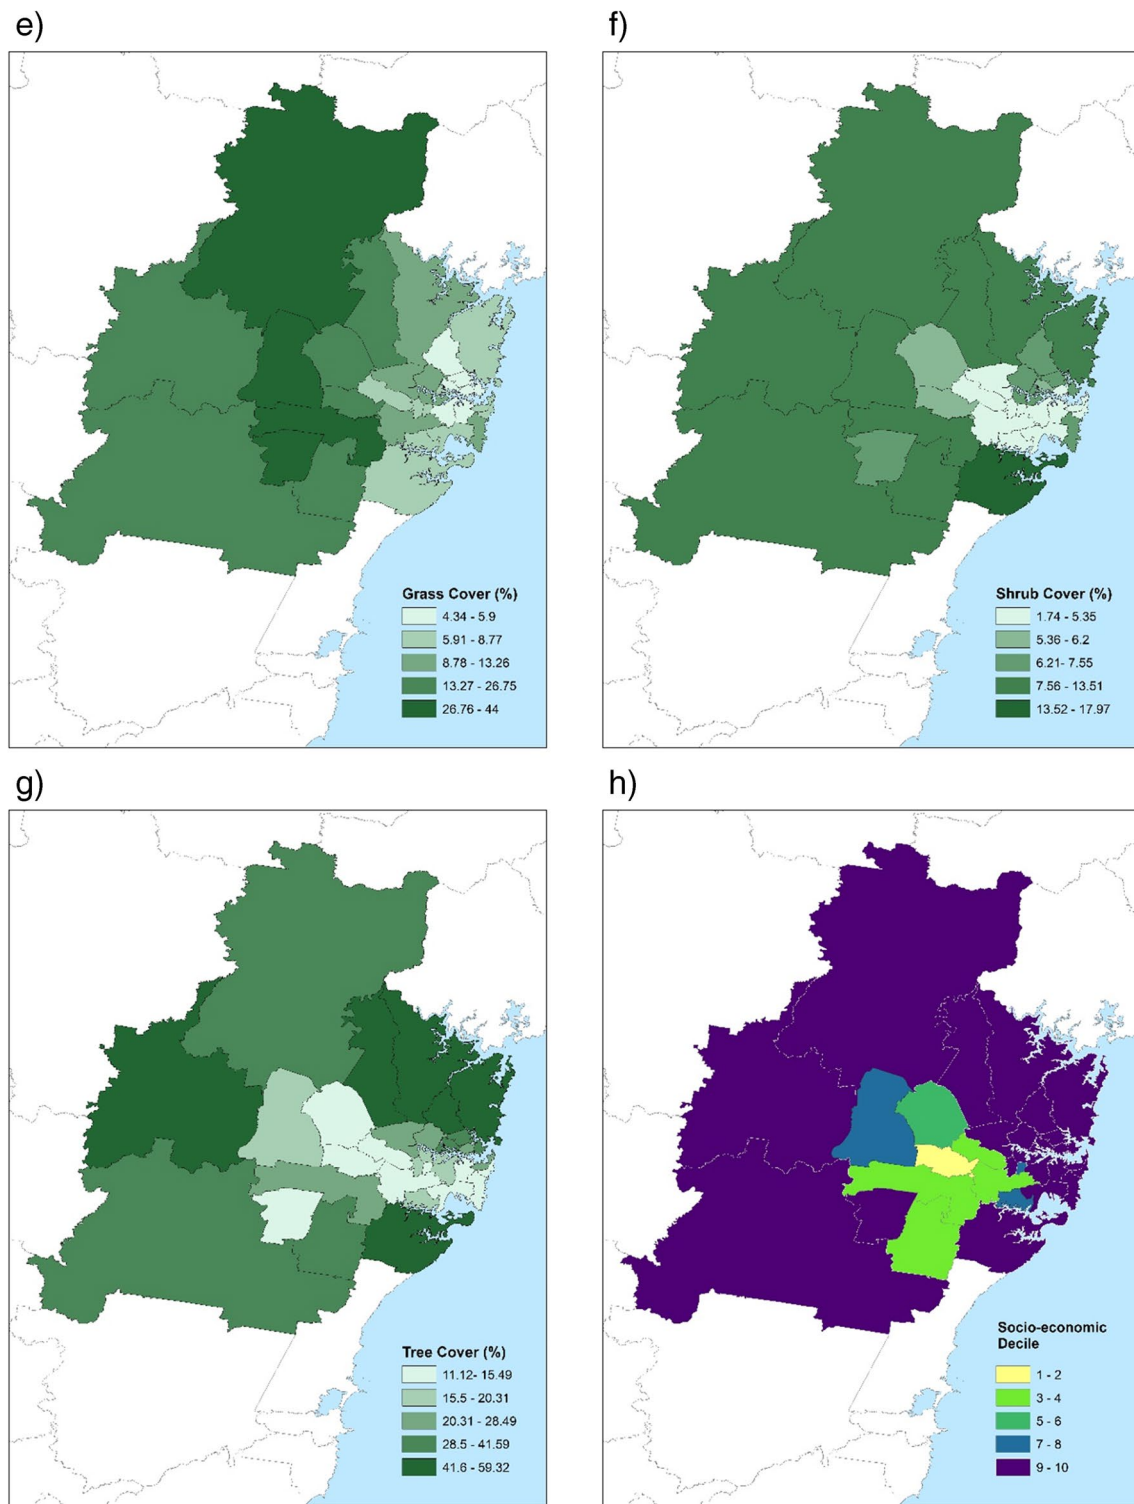 e)
f)
Grass Cover (%)
4.34 - 5.9
5.91 - 8.77
8.78 - 13.26
13.27 - 26.75
26.76 - 44
Shrub Cover (%)
1.74 - 5.35
5.36 - 6.2
6.21- 7.55
7.56 - 13.51
13.52 - 17.97
g)
h)
Tree Cover (%)
11.12- 15.49
15.5 - 20.31
20.31 - 28.49
28.5 - 41.59
41.6 - 59.32
Socio-economic
Decile
1 - 2
3 - 4
5 - 6
7 - 8
9 - 10